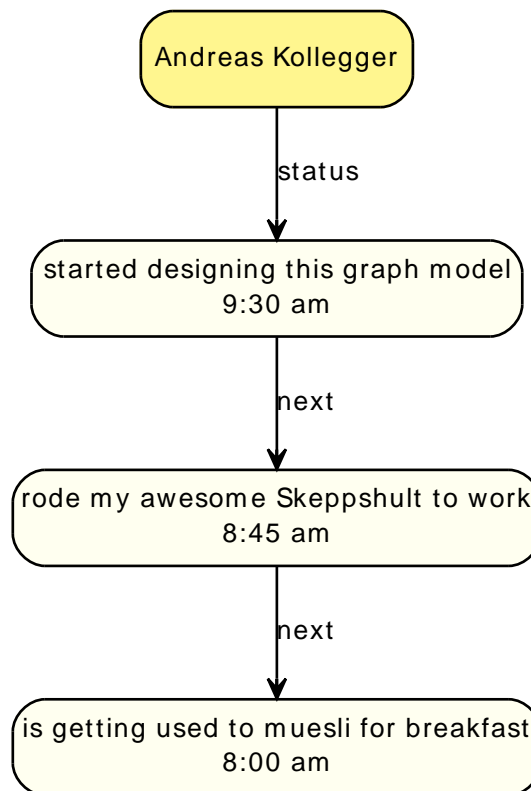 Andreas Kollegger
status
started designing this graph model
9:30 am
next
rode my awesome Skeppshult to work
8:45 am
next
is getting used to muesli for breakfast
8:00 am